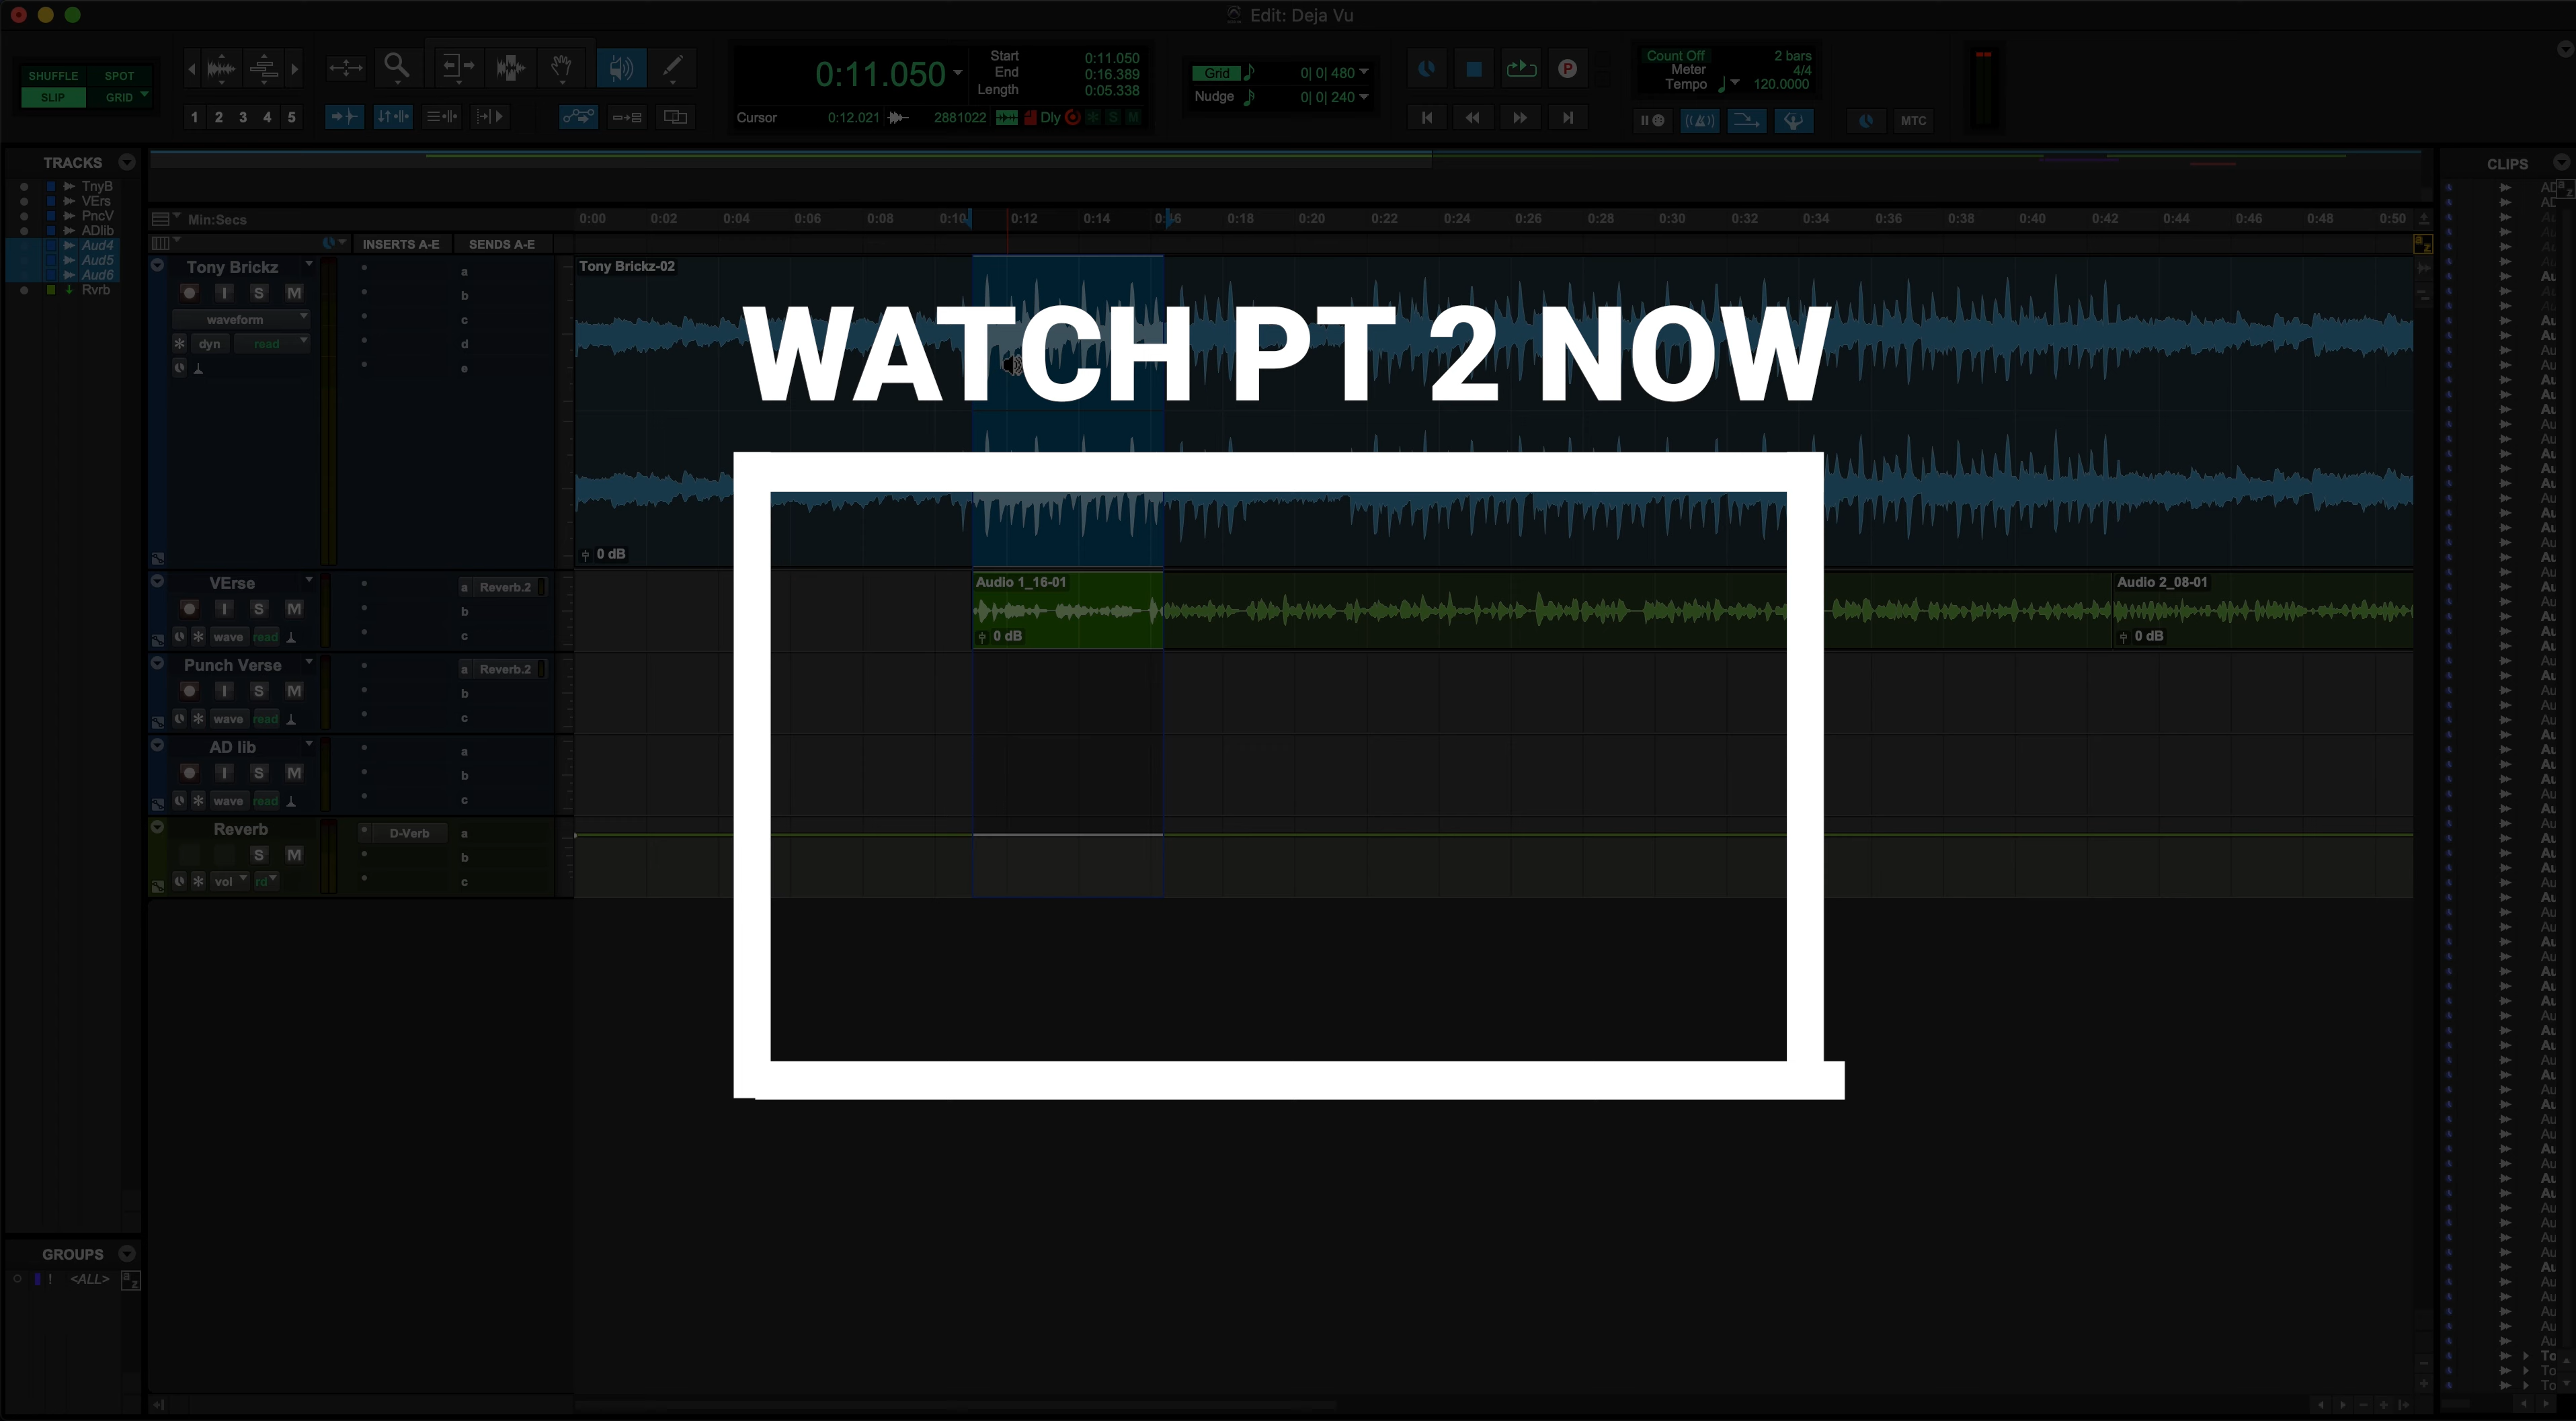 Edit: Deja Vu
SHUFFLE SPOT
SLIP GRID
1 2 3 4 5
0:11.050
Start 0:11.050
End 0:16.389
Length 0:05.338
Cursor 0:12.021 2881022 Dly S M
Grid 0| 0| 480
Nudge 0| 0| 240
P
Count Off 2 bars
Meter 4/4
Tempo 120.0000
MTC
TRACKS
TnyB
VErs
PncV
ADlib
Aud4
Aud5
Aud6
Rvrb
CLIPS
Min:Secs
0:00 0:02 0:04 0:06 0:08 0:10 0:12 0:14 0:16 0:18 0:20 0:22 0:24 0:26 0:28 0:30 0:32 0:34 0:36 0:38 0:40 0:42 0:44 0:46 0:48 0:50
INSERTS A-E SENDS A-E
Tony Brickz
I S M
waveform
dyn read
a
b
c
d
e
Tony Brickz-02
0 dB
WATCH PT 2 NOW
VErse
I S M
wave read
a Reverb.2
b
c
Audio 1_16-01
0 dB
Audio 2_08-01
0 dB
Punch Verse
I S M
wave read
a Reverb.2
b
c
AD lib
I S M
wave read
a
b
c
Reverb
S M
vol rd
D-Verb
a
b
c
GROUPS
! <ALL>